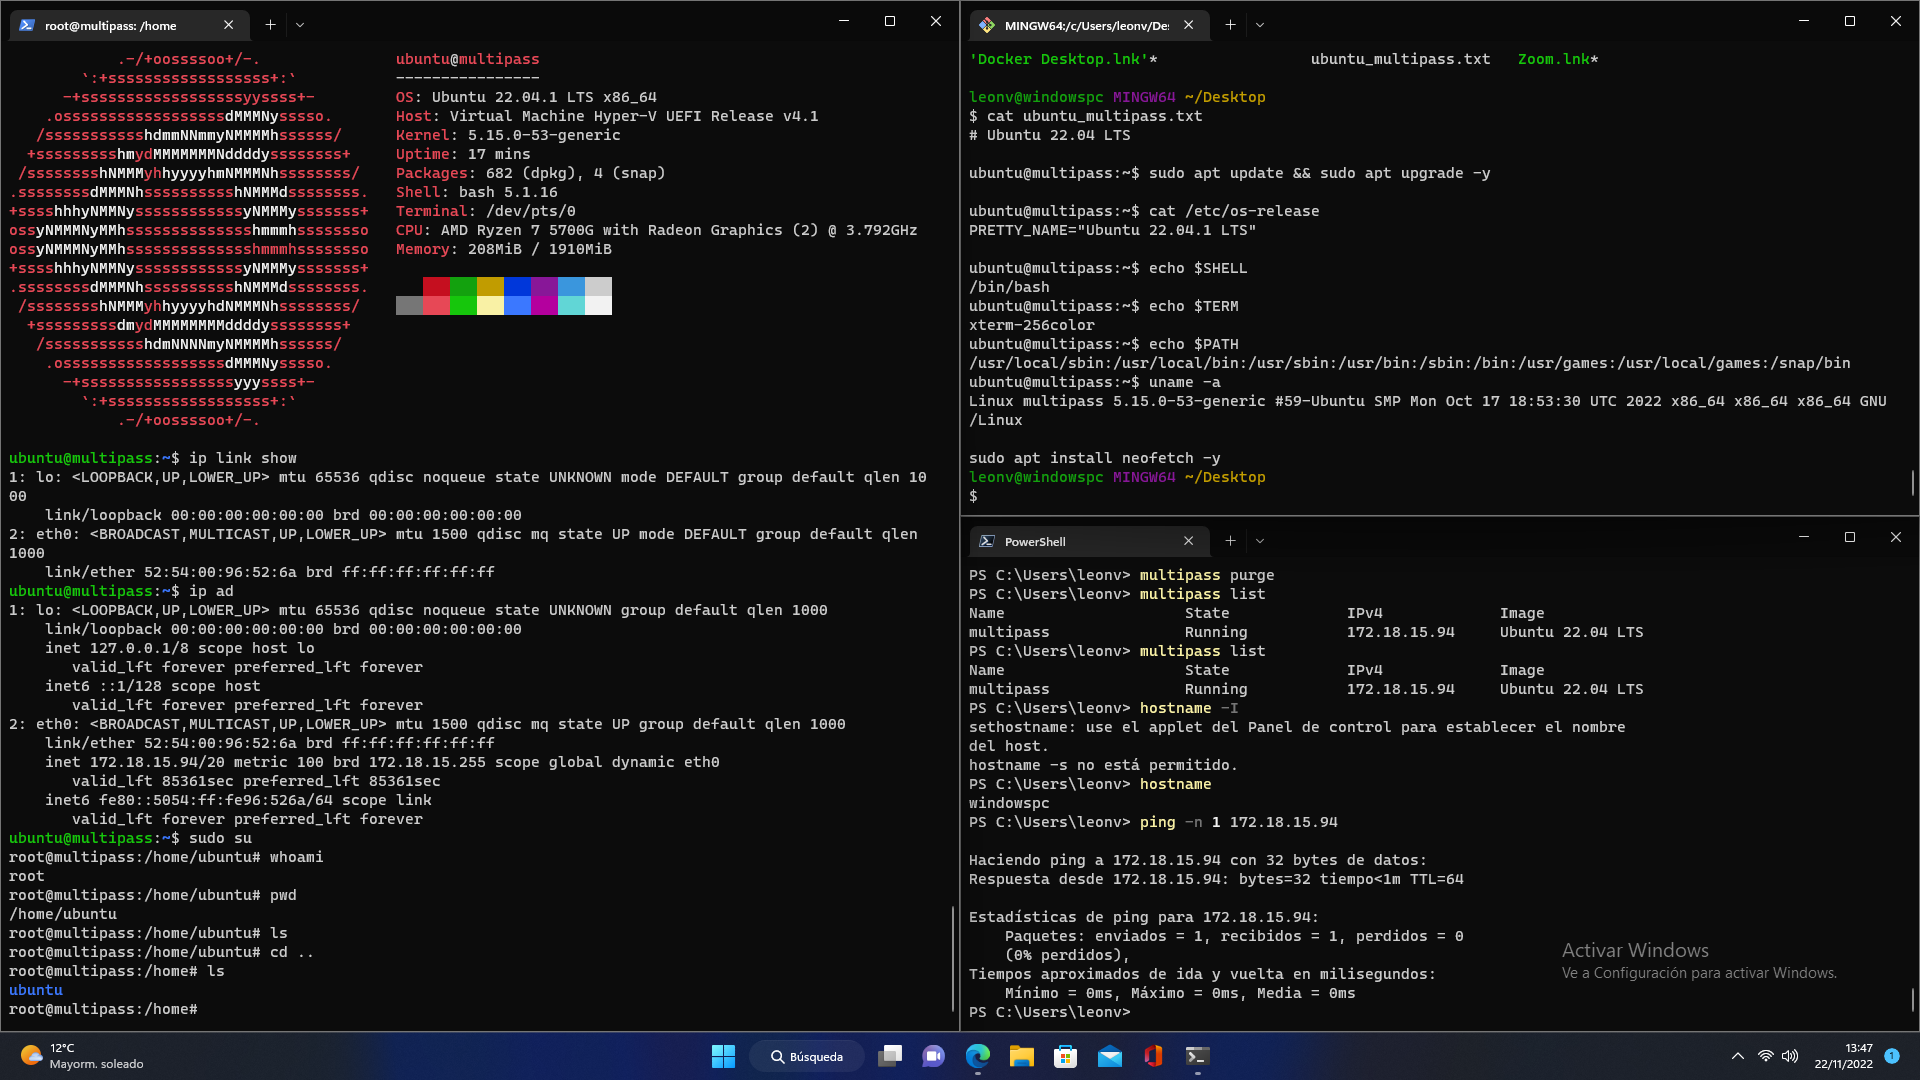 root@multipass: /home
.-/+oossssoo+/-.
`:+ssssssssssssssssss+:`
-+ssssssssssssssssssyyssss+-
.ossssssssssssssssssdMMMNysssso.
/ssssssssssshdmmNNmmyNMMMMhssssss/
+ssssssssshmydMMMMMMMNddddyssssssss+
/sssssssshNMMMyhhyyyyhmNMMMNhssssssss/
.ssssssssdMMMNhsssssssssshNMMMdssssssss.
+sssshhhyNMMNyssssssssssssyNMMMysssssss+
ossyNMMMNyMMhsssssssssssssshmmmhssssssso
ossyNMMMNyMMhsssssssssssssshmmmhssssssso
+sssshhhyNMMNyssssssssssssyNMMMysssssss+
.ssssssssdMMMNhsssssssssshNMMMdssssssss.
/sssssssshNMMMyhhyyyyhdNMMMNhssssssss/
+sssssssssdmydMMMMMMMMddddyssssssss+
/ssssssssssshdmNNNNmyNMMMMhssssss/
.ossssssssssssssssssdMMMNysssso.
-+sssssssssssssssssyyyssss+-
`:+ssssssssssssssssss+:`
.-/+oossssoo+/-.
ubuntu@multipass
----------------
OS: Ubuntu 22.04.1 LTS x86_64
Host: Virtual Machine Hyper-V UEFI Release v4.1
Kernel: 5.15.0-53-generic
Uptime: 17 mins
Packages: 682 (dpkg), 4 (snap)
Shell: bash 5.1.16
Terminal: /dev/pts/0
CPU: AMD Ryzen 7 5700G with Radeon Graphics (2) @ 3.792GHz
Memory: 208MiB / 1910MiB
ubuntu@multipass:~$ ip link show
1: lo: <LOOPBACK,UP,LOWER_UP> mtu 65536 qdisc noqueue state UNKNOWN mode DEFAULT group default qlen 10
00
link/loopback 00:00:00:00:00:00 brd 00:00:00:00:00:00
2: eth0: <BROADCAST,MULTICAST,UP,LOWER_UP> mtu 1500 qdisc mq state UP mode DEFAULT group default qlen
1000
link/ether 52:54:00:96:52:6a brd ff:ff:ff:ff:ff:ff
ubuntu@multipass:~$ ip ad
1: lo: <LOOPBACK,UP,LOWER_UP> mtu 65536 qdisc noqueue state UNKNOWN group default qlen 1000
link/loopback 00:00:00:00:00:00 brd 00:00:00:00:00:00
inet 127.0.0.1/8 scope host lo
valid_lft forever preferred_lft forever
inet6 ::1/128 scope host
valid_lft forever preferred_lft forever
2: eth0: <BROADCAST,MULTICAST,UP,LOWER_UP> mtu 1500 qdisc mq state UP group default qlen 1000
link/ether 52:54:00:96:52:6a brd ff:ff:ff:ff:ff:ff
inet 172.18.15.94/20 metric 100 brd 172.18.15.255 scope global dynamic eth0
valid_lft 85361sec preferred_lft 85361sec
inet6 fe80::5054:ff:fe96:526a/64 scope link
valid_lft forever preferred_lft forever
ubuntu@multipass:~$ sudo su
root@multipass:/home/ubuntu# whoami
root
root@multipass:/home/ubuntu# pwd
/home/ubuntu
root@multipass:/home/ubuntu# ls
root@multipass:/home/ubuntu# cd ..
root@multipass:/home# ls
ubuntu
root@multipass:/home#
MINGW64:/c/Users/leonv/De
'Docker Desktop.lnk'* ubuntu_multipass.txt Zoom.lnk*
leonv@windowspc MINGW64 ~/Desktop
$ cat ubuntu_multipass.txt
# Ubuntu 22.04 LTS
ubuntu@multipass:~$ sudo apt update && sudo apt upgrade -y
ubuntu@multipass:~$ cat /etc/os-release
PRETTY_NAME="Ubuntu 22.04.1 LTS"
ubuntu@multipass:~$ echo $SHELL
/bin/bash
ubuntu@multipass:~$ echo $TERM
xterm-256color
ubuntu@multipass:~$ echo $PATH
/usr/local/sbin:/usr/local/bin:/usr/sbin:/usr/bin:/sbin:/bin:/usr/games:/usr/local/games:/snap/bin
ubuntu@multipass:~$ uname -a
Linux multipass 5.15.0-53-generic #59-Ubuntu SMP Mon Oct 17 18:53:30 UTC 2022 x86_64 x86_64 x86_64 GNU
/Linux
sudo apt install neofetch -y
leonv@windowspc MINGW64 ~/Desktop
$
PowerShell
PS C:\Users\leonv> multipass purge
PS C:\Users\leonv> multipass list
Name State IPv4 Image
multipass Running 172.18.15.94 Ubuntu 22.04 LTS
PS C:\Users\leonv> multipass list
Name State IPv4 Image
multipass Running 172.18.15.94 Ubuntu 22.04 LTS
PS C:\Users\leonv> hostname -I
sethostname: use el applet del Panel de control para establecer el nombre
del host.
hostname -s no está permitido.
PS C:\Users\leonv> hostname
windowspc
PS C:\Users\leonv> ping -n 1 172.18.15.94
Haciendo ping a 172.18.15.94 con 32 bytes de datos:
Respuesta desde 172.18.15.94: bytes=32 tiempo<1m TTL=64
Estadísticas de ping para 172.18.15.94:
Paquetes: enviados = 1, recibidos = 1, perdidos = 0
(0% perdidos),
Tiempos aproximados de ida y vuelta en milisegundos:
Mínimo = 0ms, Máximo = 0ms, Media = 0ms
PS C:\Users\leonv>
Activar Windows
Ve a Configuración para activar Windows.
12°C
Mayorm. soleado
Búsqueda
13:47
22/11/2022
1